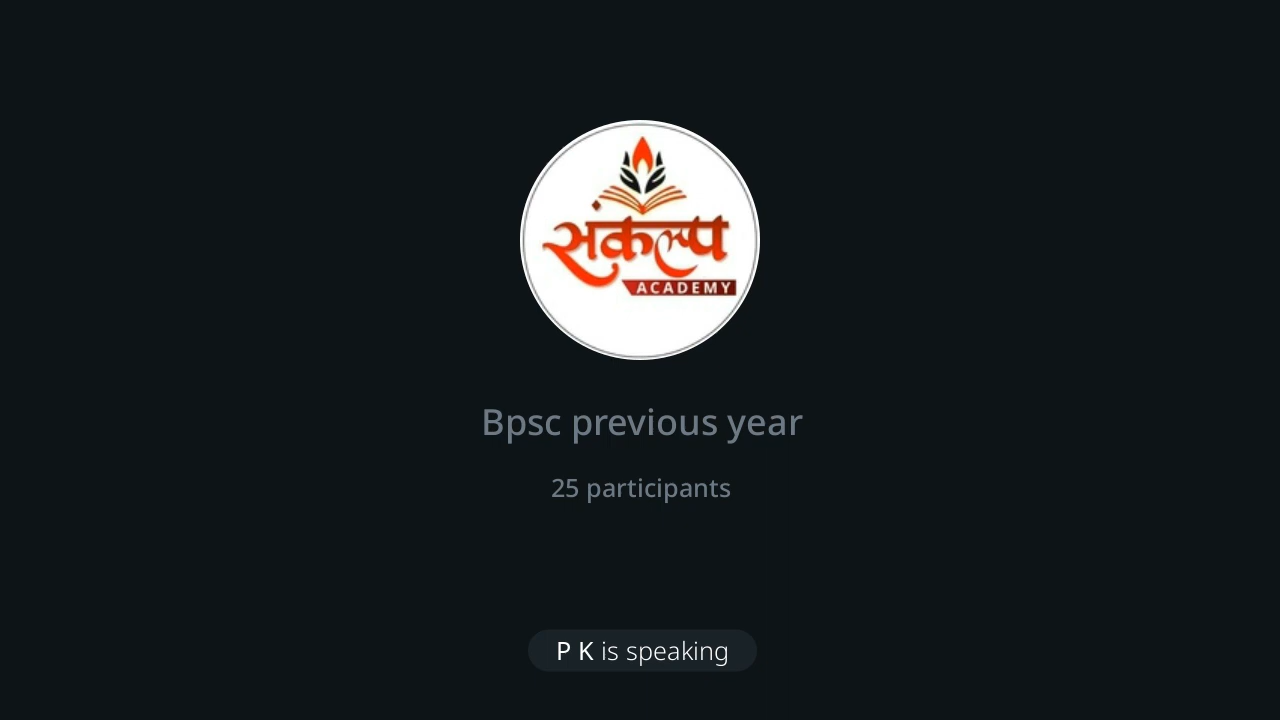 संकल्प
ACADEMY
Bpsc previous year
25 participants
P K is speaking